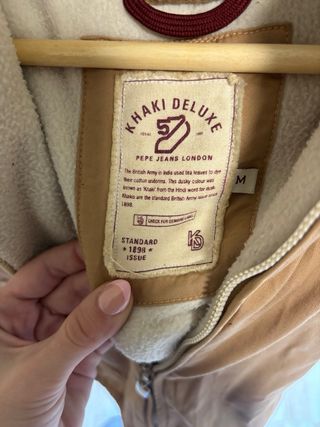 KHAKI DELUXE
PEPE JEANS LONDON
The British Army in India used tea leaves to dye
their cotton uniforms. This dusky colour was
known as 'Khaki' from the Hindi word for dusk.
Khakis are the standard British Army issue since
1898.
CHECK FOR GENUINE LABEL
STANDARD
* 1898 *
ISSUE
M